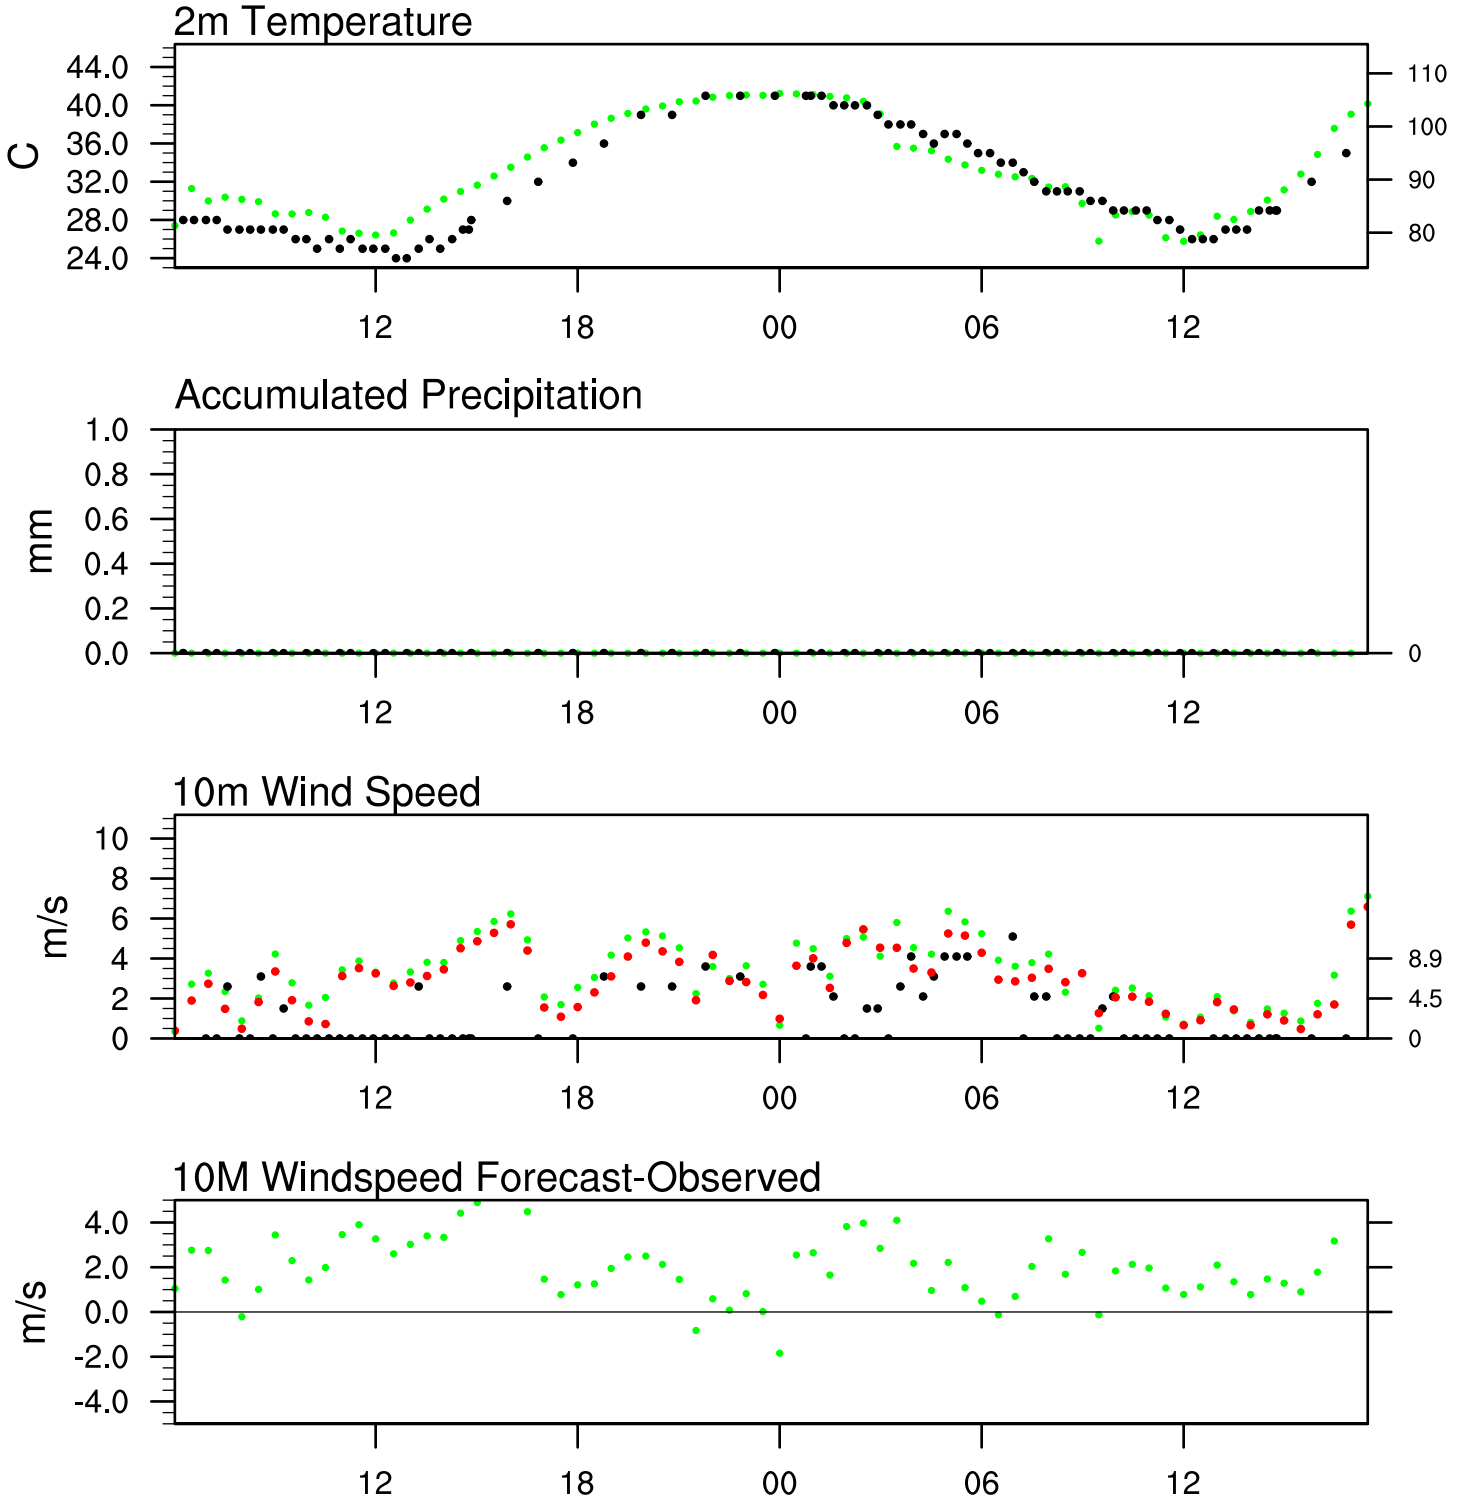 2m Temperature
44.0
40.0
36.0
32.0
28.0
24.0
C
110
100
90
80
12 18 00 06 12
Accumulated Precipitation
1.0
0.8
0.6
0.4
0.2
0.0
mm
0
12 18 00 06 12
10m Wind Speed
10
8
6
4
2
0
m/s
8.9
4.5
0
12 18 00 06 12
10M Windspeed Forecast-Observed
4.0
2.0
0.0
-2.0
-4.0
m/s
12 18 00 06 12